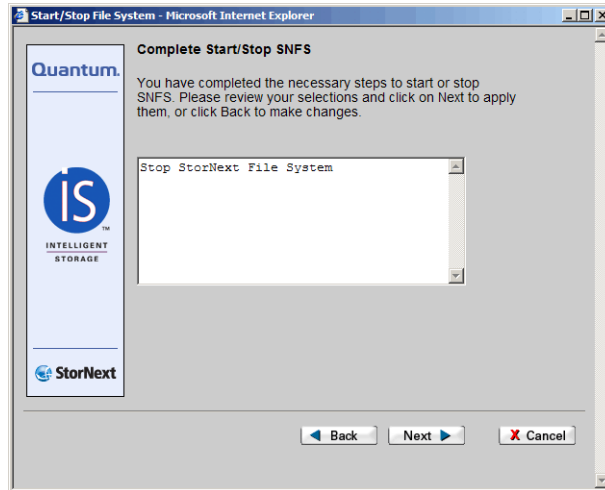 Start/Stop File System - Microsoft Internet Explorer
Quantum.
Complete Start/Stop SNFS
You have completed the necessary steps to start or stop
SNFS. Please review your selections and click on Next to apply
them, or click Back to make changes.
Stop StorNext File System
iS
TM
INTELLIGENT
STORAGE
StorNext
Back
Next
X Cancel